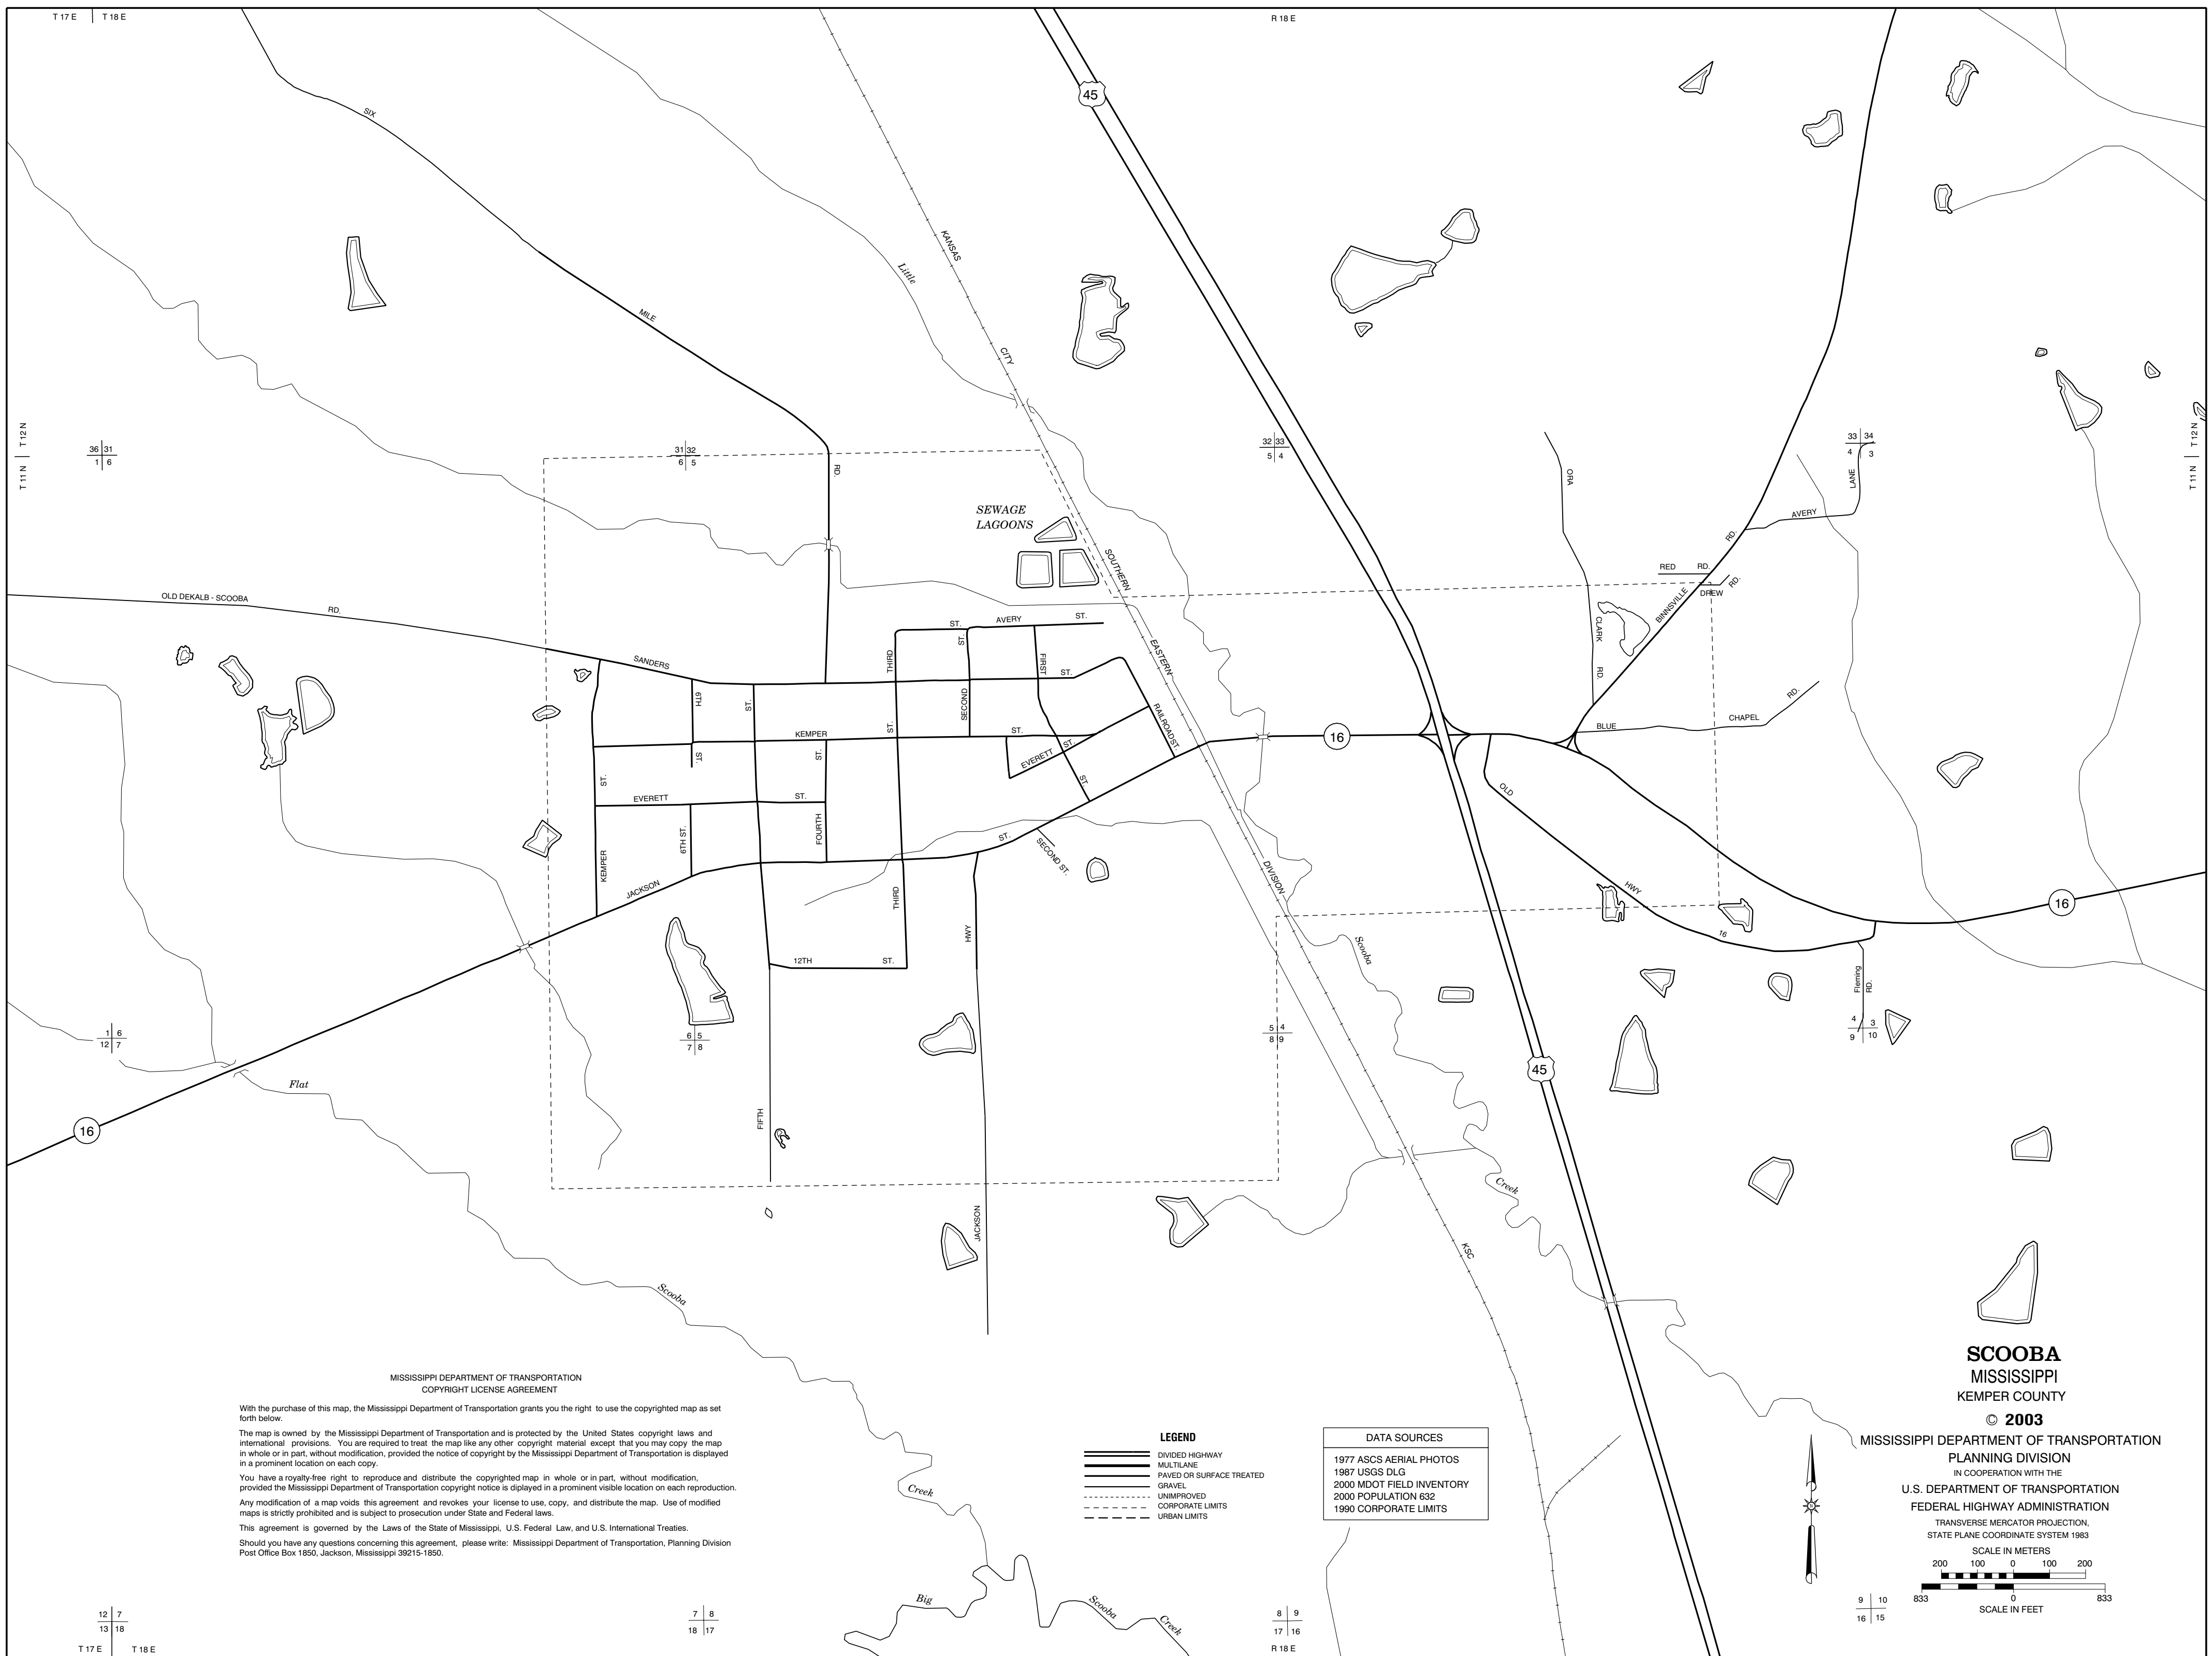 T 17 E T 18 E
R 18 E
45
SIX
KANSAS
Little
MILE
CITY
T 12 N
T 11 N
36 31
1 6
31 32
6 5
32 33
5 4
33 34
4 3
T 12 N
T 11 N
RD.
ORA
LANE
AVERY
SEWAGE
LAGOONS
SOUTHERN
RD.
RED RD.
DREW RD.
BINNSVILLE
OLD DEKALB - SCOOBA
RD.
AVERY
ST.
ST.
ST.
CLARK
RD.
SANDERS
THIRD
FIRST
ST.
EASTERN
6TH
ST.
SECOND
ST.
RAILROAD ST.
KEMPER
ST.
ST.
ST.
EVERETT
ST.
16
BLUE
CHAPEL
RD.
ST.
ST.
OLD
EVERETT
ST.
6TH ST.
FOURTH
ST.
SECOND ST.
KEMPER
JACKSON
THIRD
DIVISION
HWY
16
16
HWY
Scooba
12TH ST.
Fleming
RD.
1 6
12 7
6 5
7 8
5 4
8 9
4 3
9 10
45
Flat
16
FIFTH
Creek
JACKSON
KSC
Scooba
Creek
MISSISSIPPI DEPARTMENT OF TRANSPORTATION
COPYRIGHT LICENSE AGREEMENT
With the purchase of this map, the Mississippi Department of Transportation grants you the right to use the copyrighted map as set
forth below.
The map is owned by the Mississippi Department of Transportation and is protected by the United States copyright laws and
international provisions. You are required to treat the map like any other copyright material except that you may copy the map
in whole or in part, without modification, provided the notice of copyright by the Mississippi Department of Transportation is displayed
in a prominent location on each copy.
You have a royalty-free right to reproduce and distribute the copyrighted map in whole or in part, without modification,
provided the Mississippi Department of Transportation copyright notice is diplayed in a prominent visible location on each reproduction.
Any modification of a map voids this agreement and revokes your license to use, copy, and distribute the map. Use of modified
maps is strictly prohibited and is subject to prosecution under State and Federal laws.
This agreement is governed by the Laws of the State of Mississippi, U.S. Federal Law, and U.S. International Treaties.
Should you have any questions concerning this agreement, please write: Mississippi Department of Transportation, Planning Division
Post Office Box 1850, Jackson, Mississippi 39215-1850.
LEGEND
DIVIDED HIGHWAY
MULTILANE
PAVED OR SURFACE TREATED
GRAVEL
UNIMPROVED
CORPORATE LIMITS
URBAN LIMITS
DATA SOURCES
1977 ASCS AERIAL PHOTOS
1987 USGS DLG
2000 MDOT FIELD INVENTORY
2000 POPULATION 632
1990 CORPORATE LIMITS
SCOOBA
MISSISSIPPI
KEMPER COUNTY
© 2003
MISSISSIPPI DEPARTMENT OF TRANSPORTATION
PLANNING DIVISION
IN COOPERATION WITH THE
U.S. DEPARTMENT OF TRANSPORTATION
FEDERAL HIGHWAY ADMINISTRATION
TRANSVERSE MERCATOR PROJECTION,
STATE PLANE COORDINATE SYSTEM 1983
SCALE IN METERS
200 100 0 100 200
833 0 833
SCALE IN FEET
Big
Scooba
Creek
12 7
13 18
7 8
18 17
8 9
17 16
9 10
16 15
T 17 E T 18 E
R 18 E